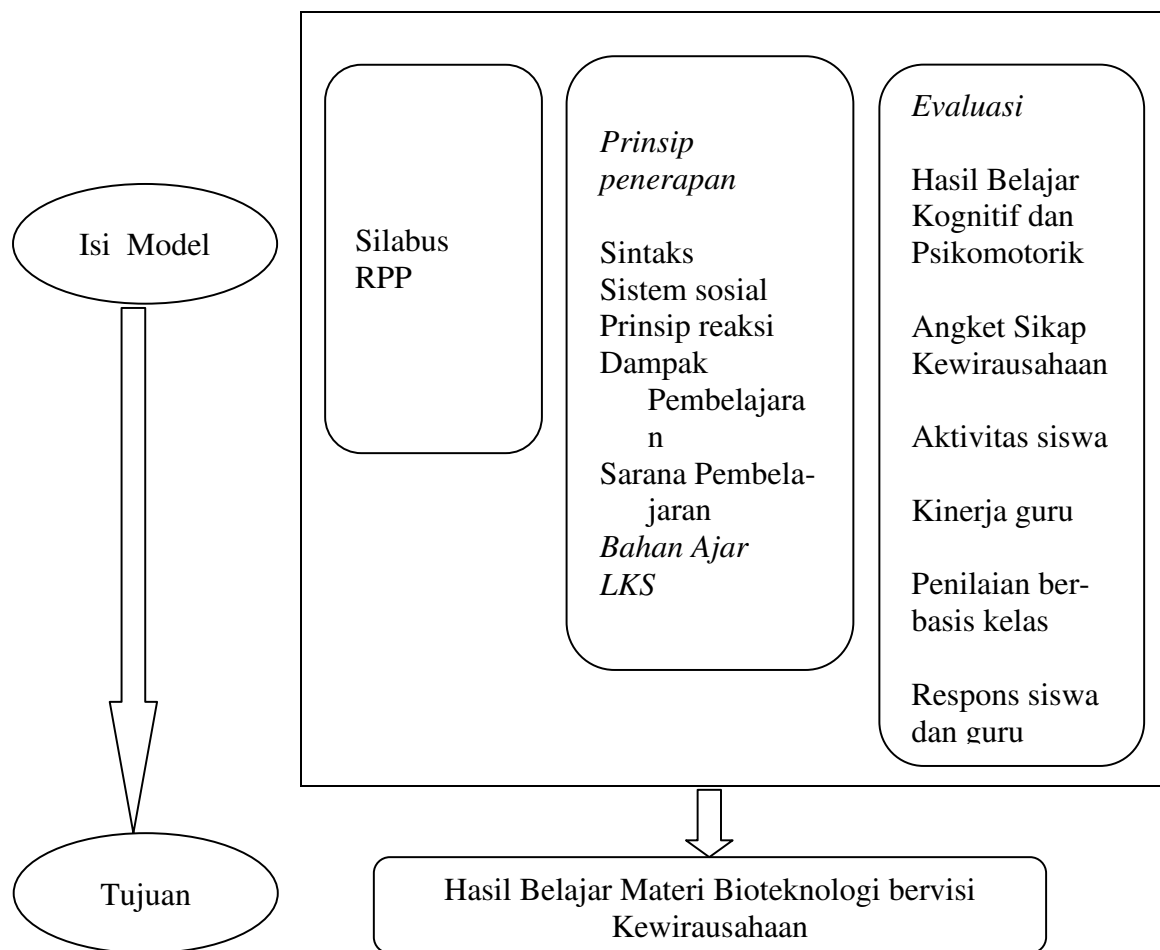 Isi Model
Silabus
RPP
Prinsip
penerapan
Sintaks
Sistem sosial
Prinsip reaksi
Dampak
Pembelajara
n
Sarana Pembela-
jaran
Bahan Ajar
LKS
Evaluasi
Hasil Belajar
Kognitif dan
Psikomotorik
Angket Sikap
Kewirausahaan
Aktivitas siswa
Kinerja guru
Penilaian ber-
basis kelas
Respons siswa
dan guru
Tujuan
Hasil Belajar Materi Bioteknologi bervisi
Kewirausahaan